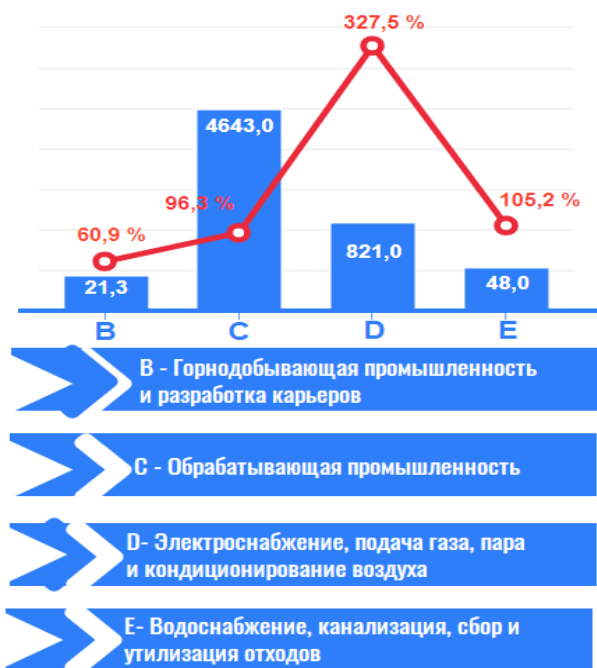 327,5 %
4643,0
96,3 %
105,2 %
60,9 %
821,0
21,3
48,0
B C D E
B - Горнодобывающая промышленность
и разработка карьеров
C - Обрабатывающая промышленность
D- Электроснабжение, подача газа, пара
и кондиционирование воздуха
E- Водоснабжение, канализация, сбор и
утилизация отходов